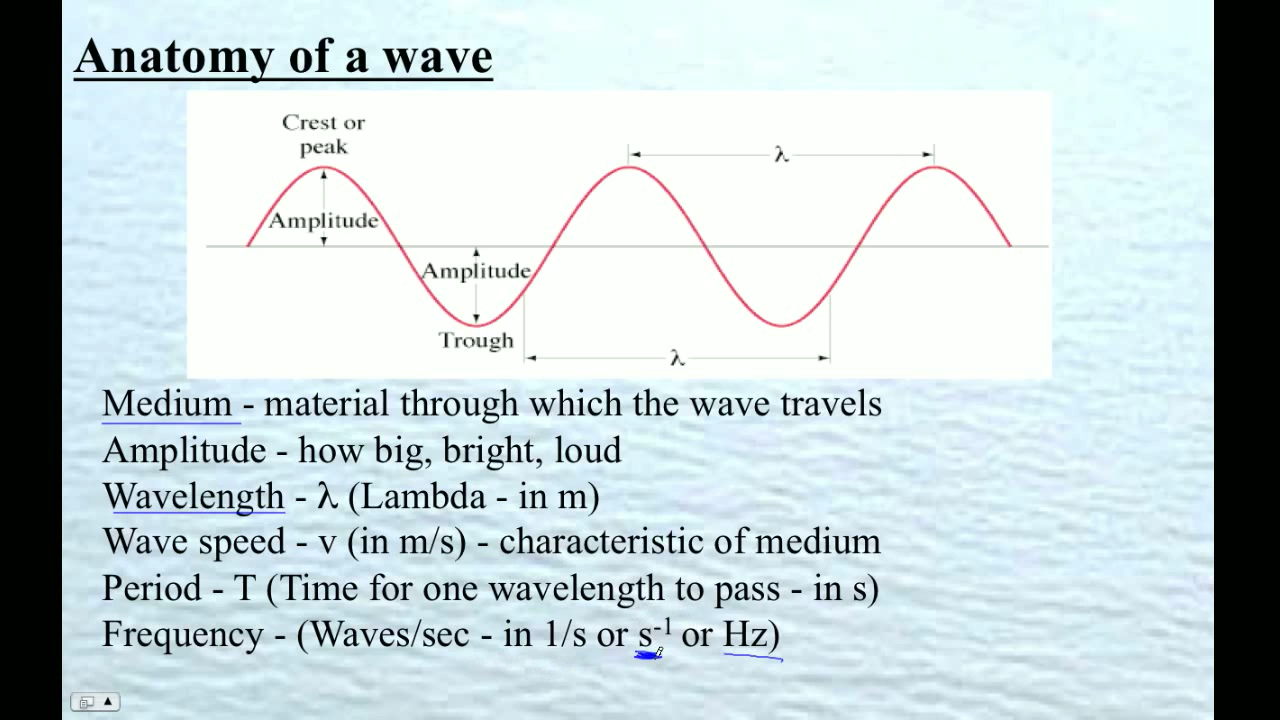 Anatomy of a wave
Crest or
peak
λ
Amplitude
Amplitude
Trough
λ
Medium - material through which the wave travels
Amplitude - how big, bright, loud
Wavelength - λ (Lambda - in m)
Wave speed - v (in m/s) - characteristic of medium
Period - T (Time for one wavelength to pass - in s)
Frequency - (Waves/sec - in 1/s or s⁻¹ or Hz)